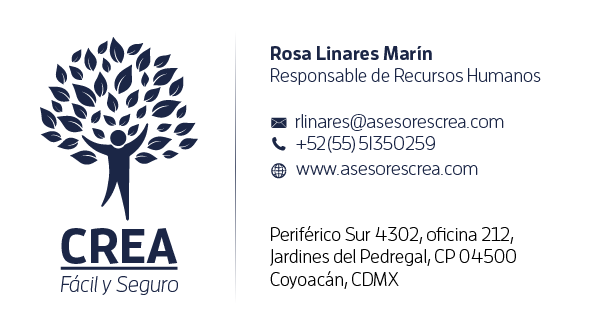 CREA
Fácil y Seguro
Rosa Linares Marín
Responsable de Recursos Humanos
rlinares@asesorescrea.com
+52(55) 51350259
www.asesorescrea.com
Periférico Sur 4302, oficina 212,
Jardines del Pedregal, CP 04500
Coyoacán, CDMX